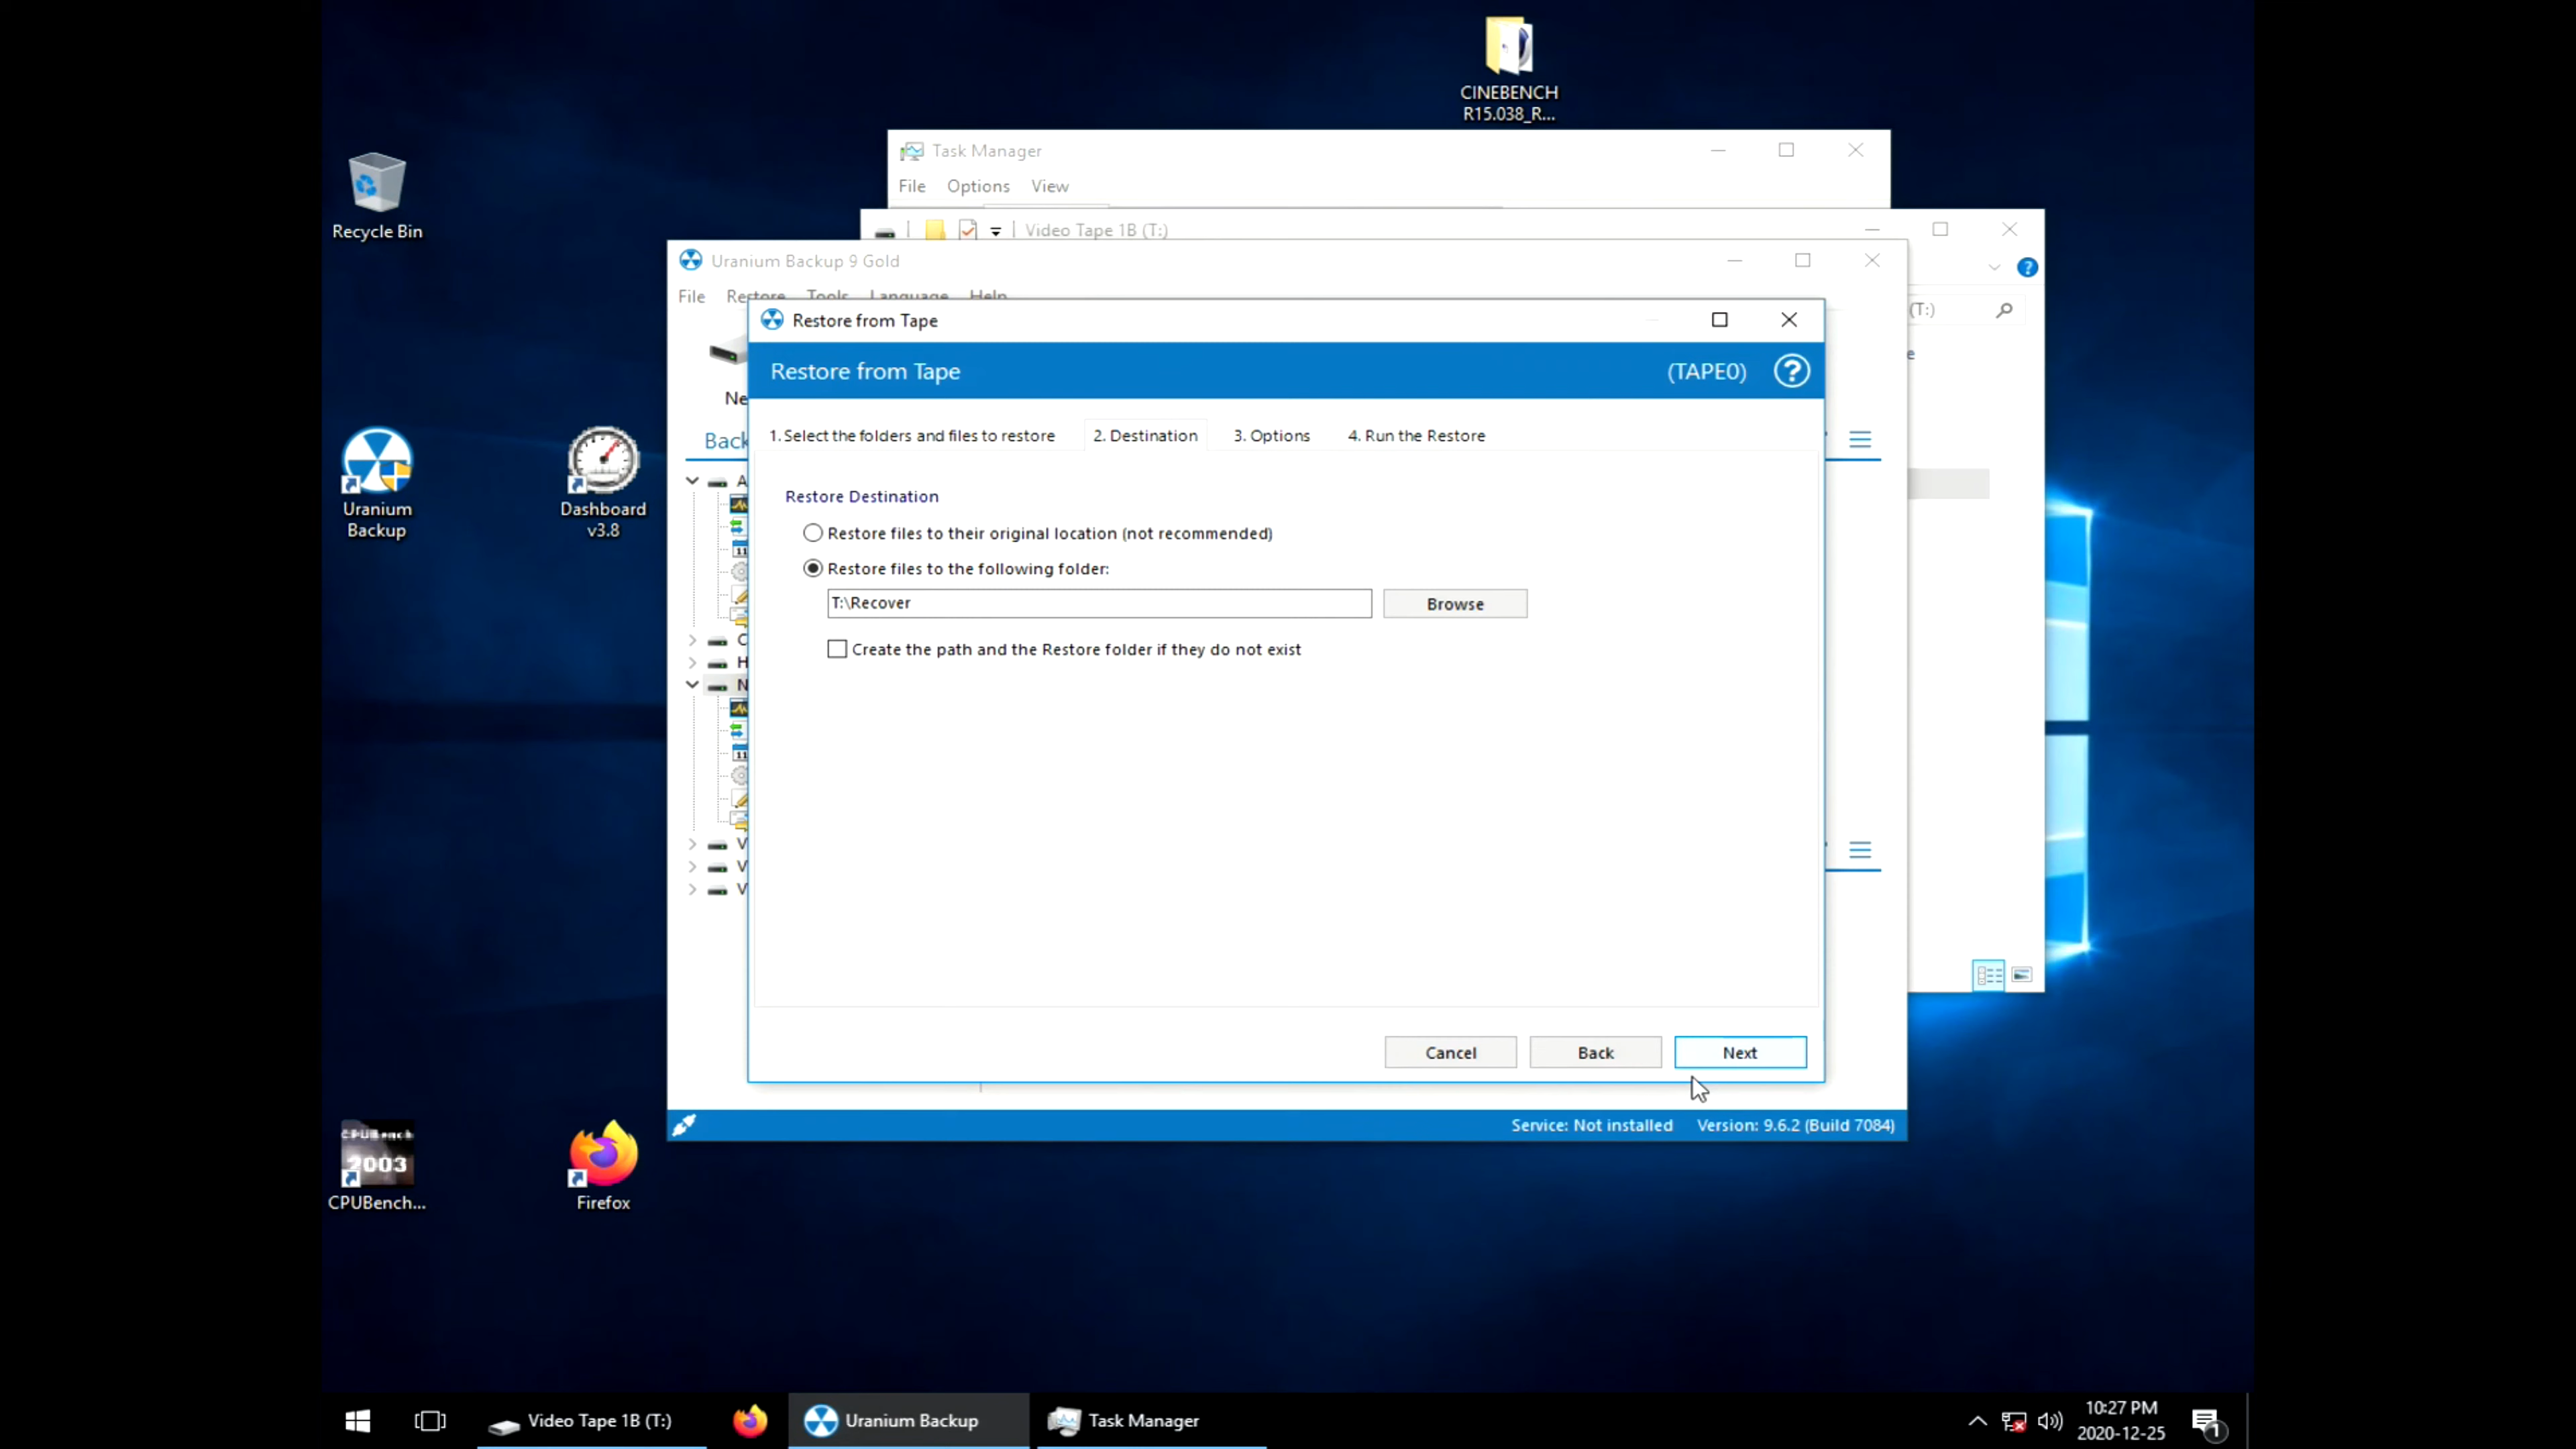 CINEBENCH
R15.038_R...
Recycle Bin
Task Manager
File Options View
Video Tape 1B (T:)
Uranium Backup 9 Gold
File Restore Tools Language Help
(T:)
Restore from Tape
Restore from Tape
(TAPE0)
Ne
Back
1. Select the folders and files to restore
2. Destination
3. Options
4. Run the Restore
A
Uranium
Backup
Dashboard
v3.8
Restore Destination
Restore files to their original location (not recommended)
Restore files to the following folder:
T:\Recover
Browse
Create the path and the Restore folder if they do not exist
C
H
N
V
V
V
Cancel
Back
Next
Service: Not installed
Version: 9.6.2 (Build 7084)
CPUBench
2003
CPUBench...
Firefox
Video Tape 1B (T:)
Uranium Backup
Task Manager
10:27 PM
2020-12-25
1